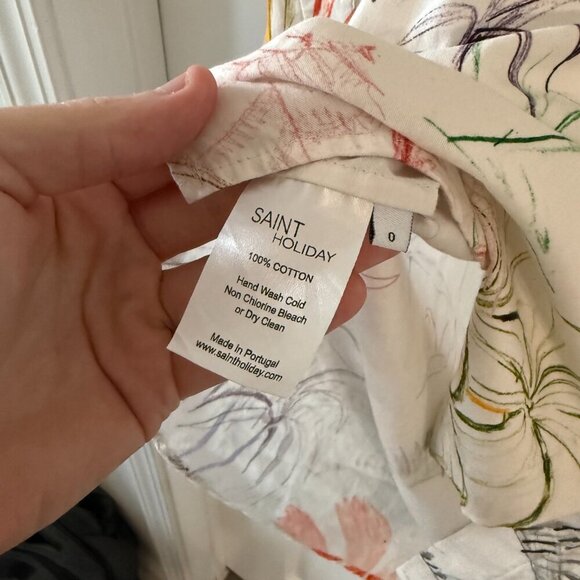 SAINT
HOLIDAY
100% COTTON
Hand Wash Cold
Non Chlorine Bleach
or Dry Clean
Made in Portugal
www.saintholiday.com
0